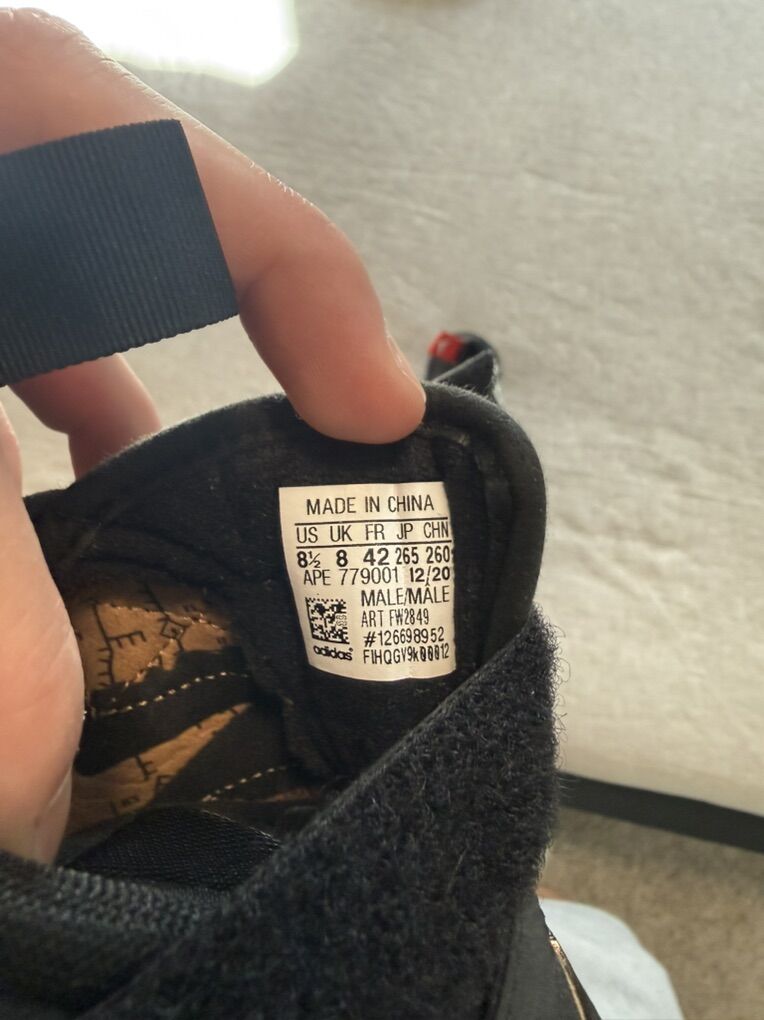 MADE IN CHINA
US UK FR JP CHN
8½ 8 42 265 260
APE 779001 12/20
MALE/MALE
ART FW2849
#126698952
adidas